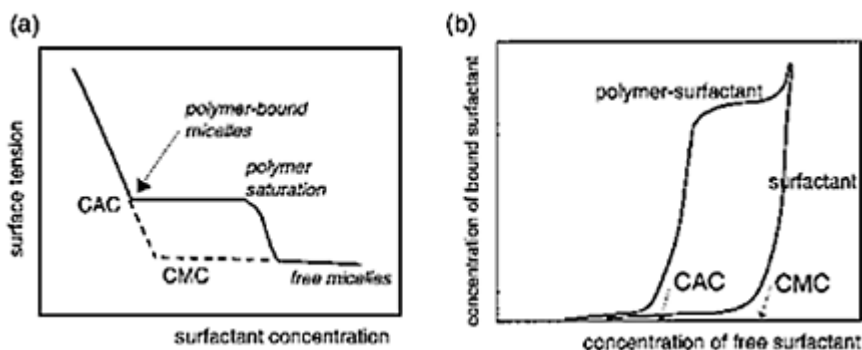 (a)
polymer-bound
micelles
polymer
saturation
CAC
CMC
free micelles
surface tension
surfactant concentration
(b)
polymer-surfactant
surfactant
CAC
CMC
concentration of bound surfactant
concentration of free surfactant